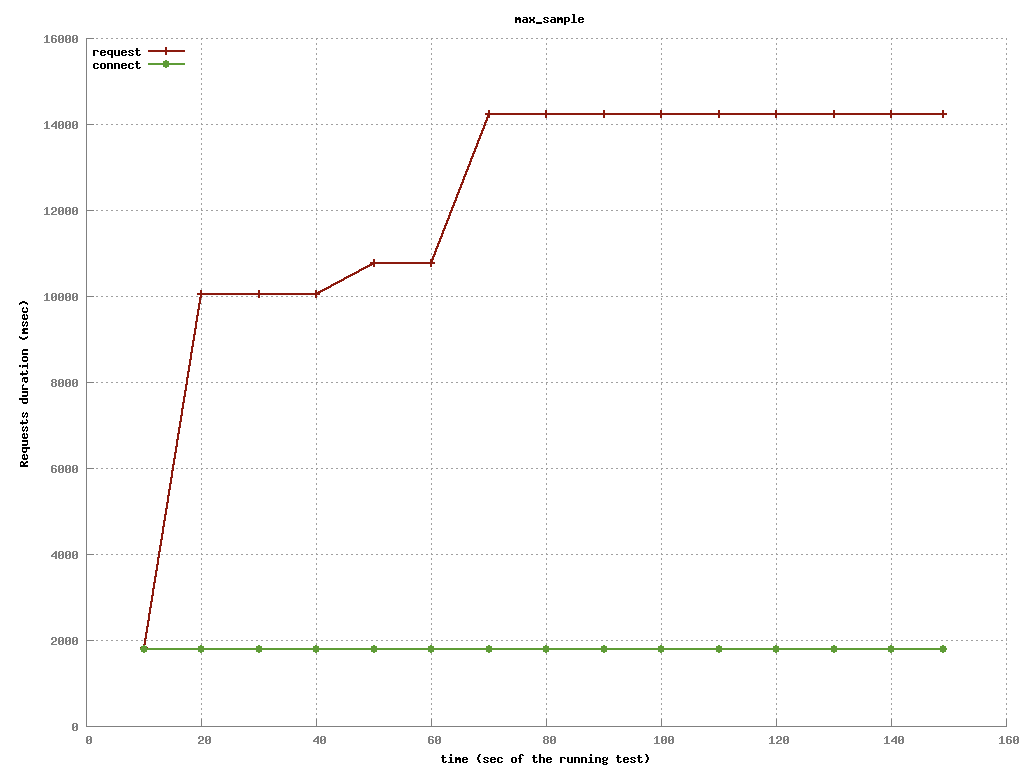 max_sample
16000
request
connect
14000
12000
10000
8000
6000
4000
2000
0
Requests duration (msec)
0 20 40 60 80 100 120 140 160
time (sec of the running test)